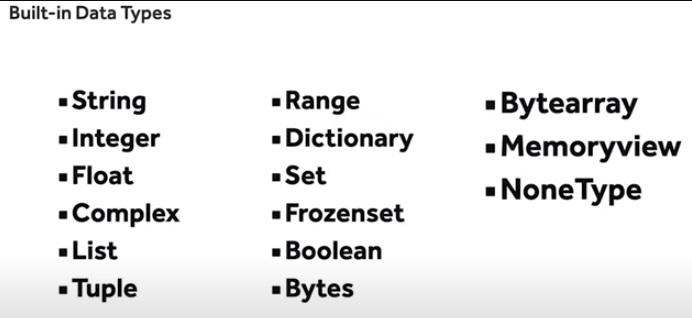 Built-in Data Types
▪ String
▪ Integer
▪ Float
▪ Complex
▪ List
▪ Tuple
▪ Range
▪ Dictionary
▪ Set
▪ Frozenset
▪ Boolean
▪ Bytes
▪ Bytearray
▪ Memoryview
▪ NoneType